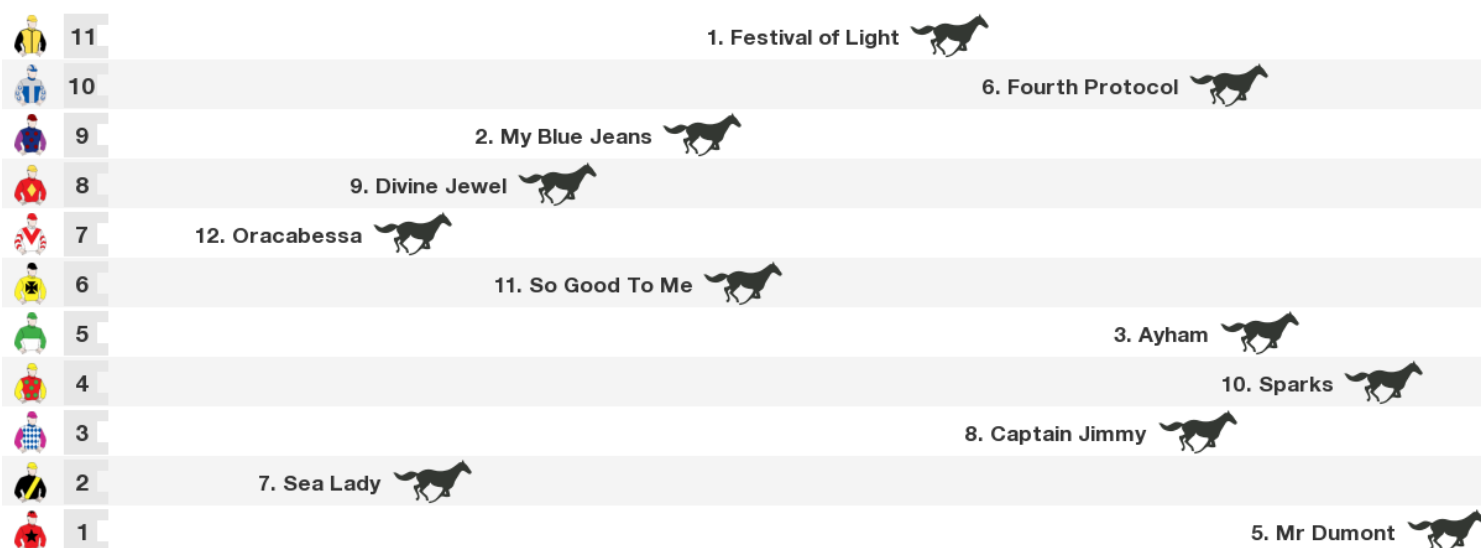 11 1. Festival of Light
10 6. Fourth Protocol
9 2. My Blue Jeans
8 9. Divine Jewel
7 12. Oracabessa
6 11. So Good To Me
5 3. Ayham
4 10. Sparks
3 8. Captain Jimmy
2 7. Sea Lady
1 5. Mr Dumont